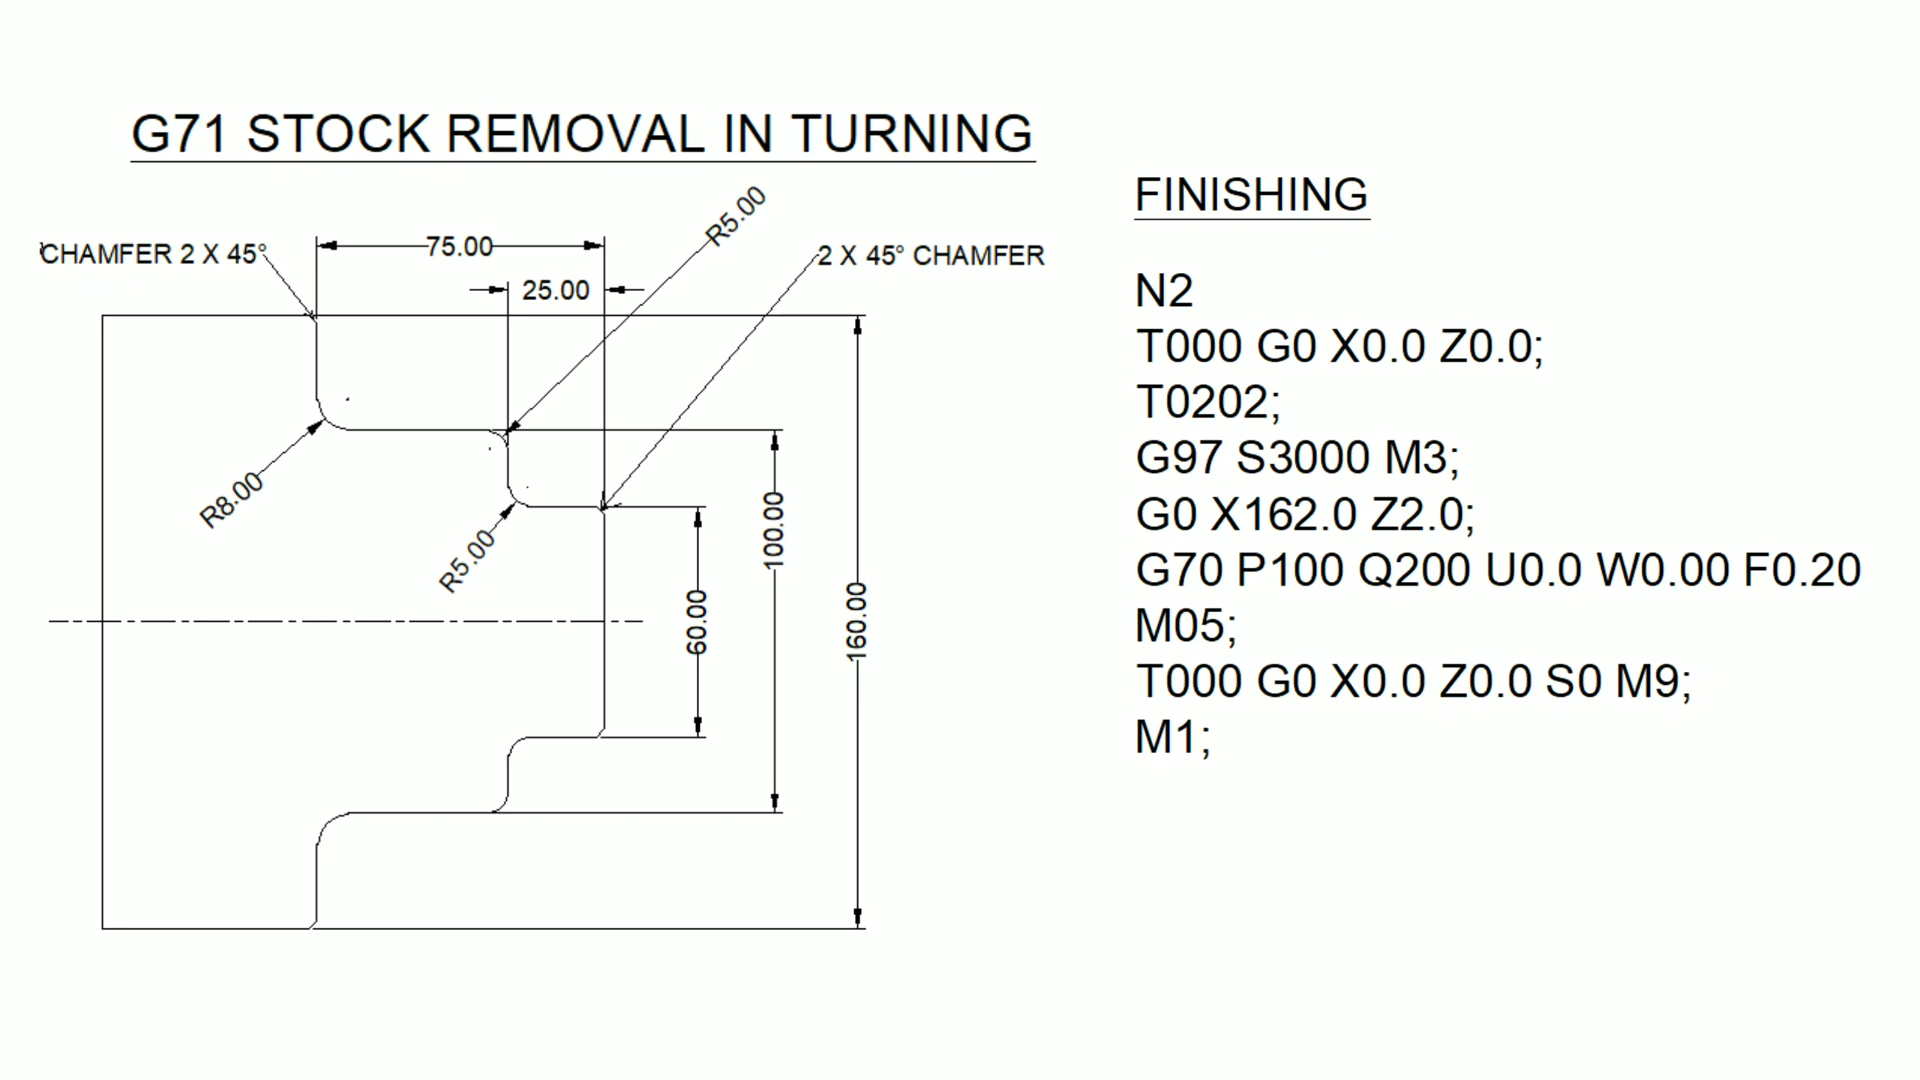 G71 STOCK REMOVAL IN TURNING
CHAMFER 2 X 45°
75.00
R5.00
2 X 45° CHAMFER
25.00
R8.00
R5.00
60.00
100.00
160.00
FINISHING
N2
T000 G0 X0.0 Z0.0;
T0202;
G97 S3000 M3;
G0 X162.0 Z2.0;
G70 P100 Q200 U0.0 W0.00 F0.20
M05;
T000 G0 X0.0 Z0.0 S0 M9;
M1;